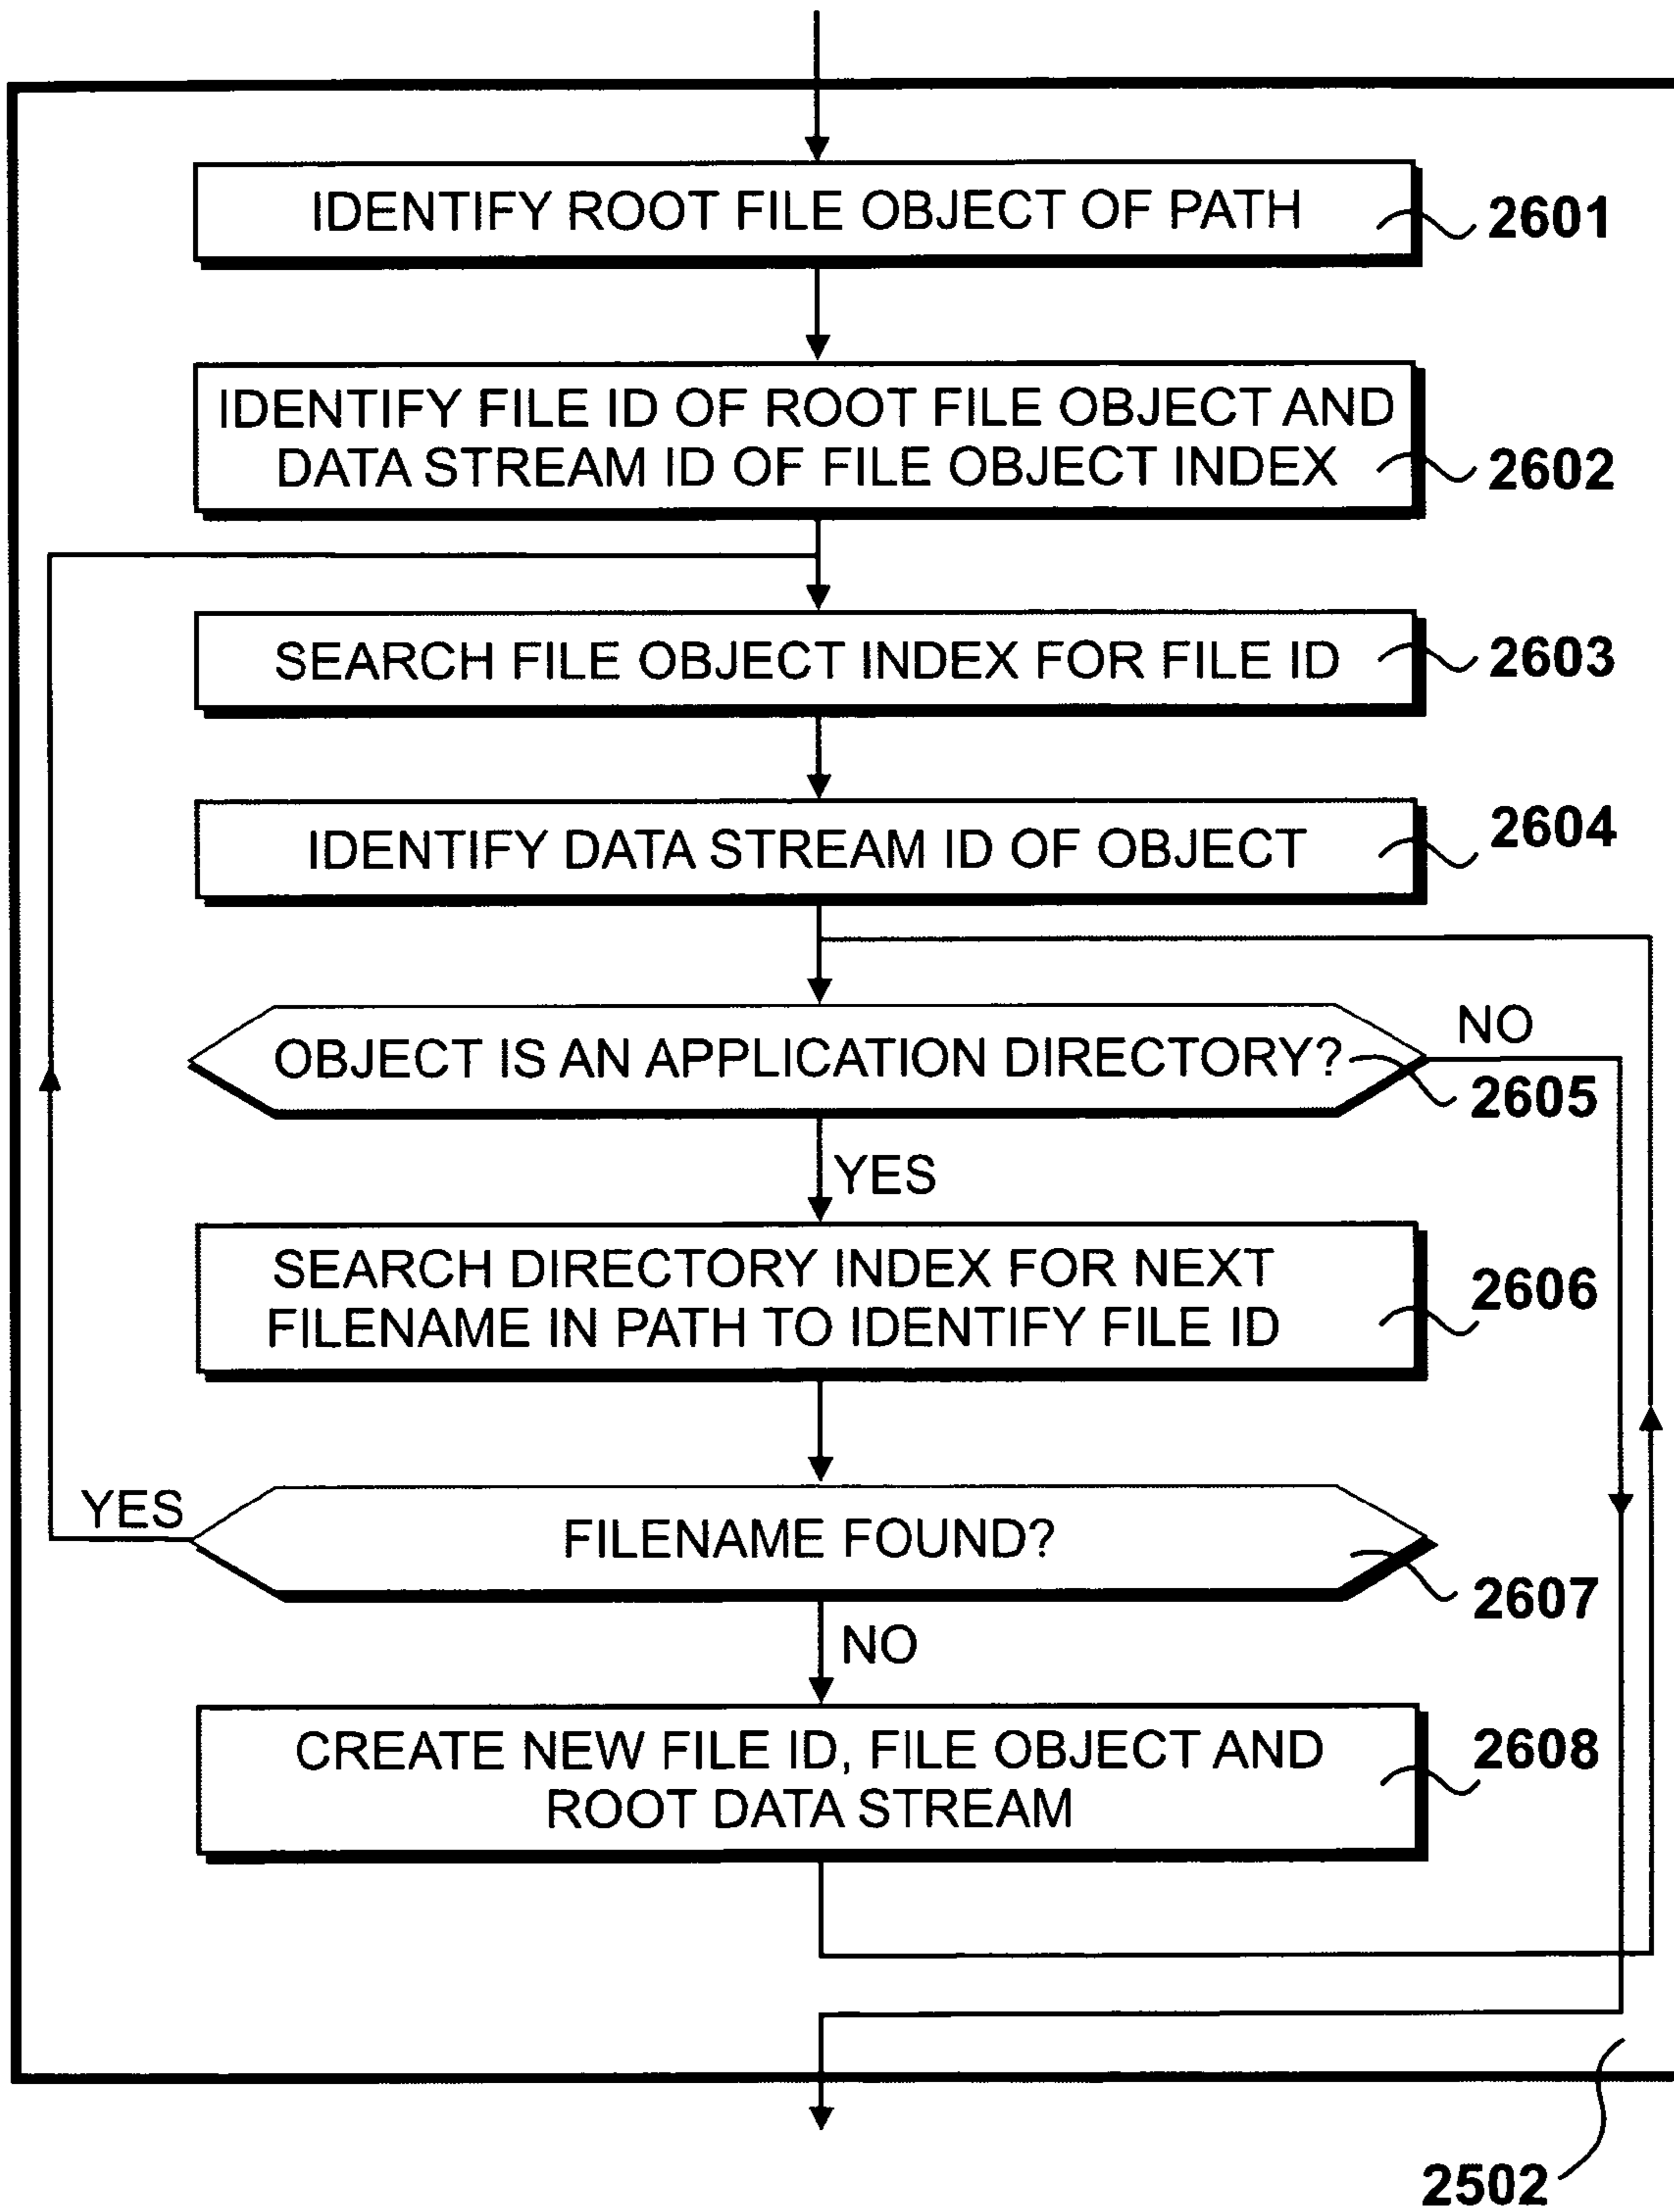 IDENTIFY ROOT FILE OBJECT OF PATH
2601
IDENTIFY FILE ID OF ROOT FILE OBJECT AND
DATA STREAM ID OF FILE OBJECT INDEX
2602
SEARCH FILE OBJECT INDEX FOR FILE ID
2603
IDENTIFY DATA STREAM ID OF OBJECT
2604
OBJECT IS AN APPLICATION DIRECTORY?
NO
2605
YES
SEARCH DIRECTORY INDEX FOR NEXT
FILENAME IN PATH TO IDENTIFY FILE ID
2606
YES
FILENAME FOUND?
2607
NO
CREATE NEW FILE ID, FILE OBJECT AND
ROOT DATA STREAM
2608
2502